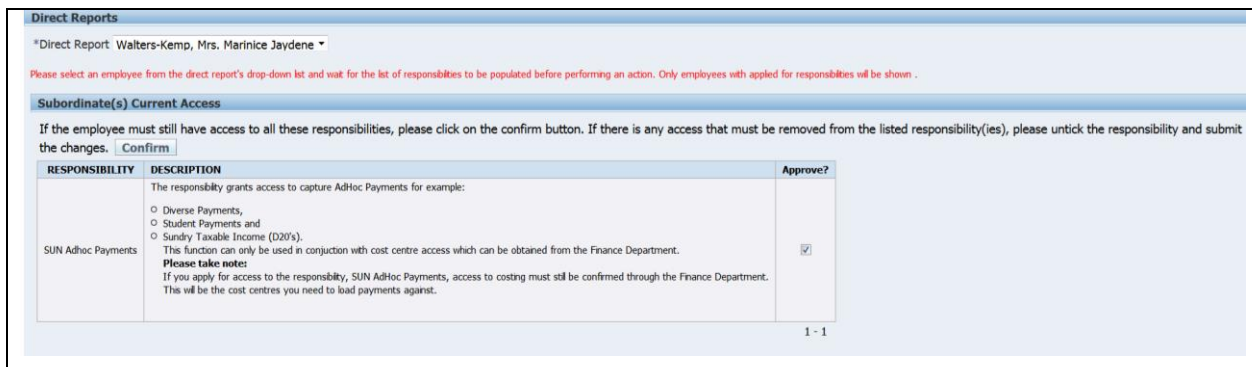 Direct Reports
*Direct Report Walters-Kemp, Mrs. Marinice Jaydene
Please select an employee from the direct report's drop-down list and wait for the list of responsibilties to be populated before performing an action. Only employees with applied for responsibilties will be shown .
Subordinate(s) Current Access
If the employee must still have access to all these responsibilities, please click on the confirm button. If there is any access that must be removed from the listed responsibility(ies), please untick the responsibility and submit
the changes. Confirm
RESPONSIBILITY DESCRIPTION Approve?
The responsiblity grants access to capture AdHoc Payments for example:
Diverse Payments,
Student Payments and
Sundry Taxable Income (D20's).
SUN Adhoc Payments This function can only be used in conjuction with cost centre access which can be obtained from the Finance Department.
Please take note:
If you apply for access to the responsiblity, SUN AdHoc Payments, access to costing must still be confirmed through the Finance Department.
This will be the cost centres you need to load payments against.
1 - 1